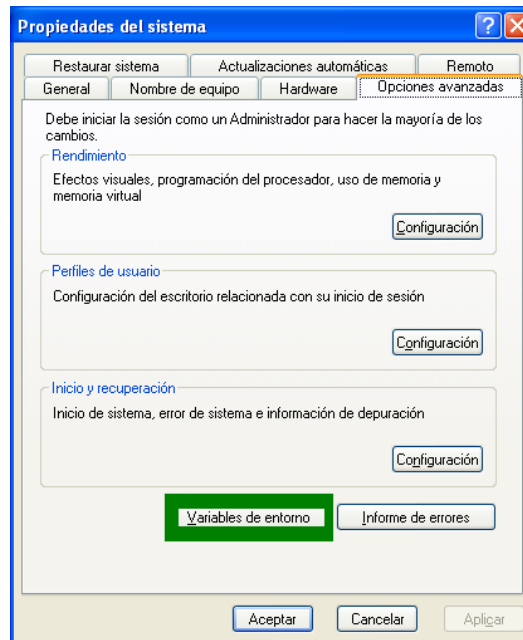 Propiedades del sistema
Restaurar sistema
Actualizaciones automáticas
Remoto
General
Nombre de equipo
Hardware
Opciones avanzadas
Debe iniciar la sesión como un Administrador para hacer la mayoría de los
cambios.
Rendimiento
Efectos visuales, programación del procesador, uso de memoria y
memoria virtual
Configuración
Perfiles de usuario
Configuración del escritorio relacionada con su inicio de sesión
Configuración
Inicio y recuperación
Inicio de sistema, error de sistema e información de depuración
Configuración
Variables de entorno
Informe de errores
Aceptar
Cancelar
Aplicar